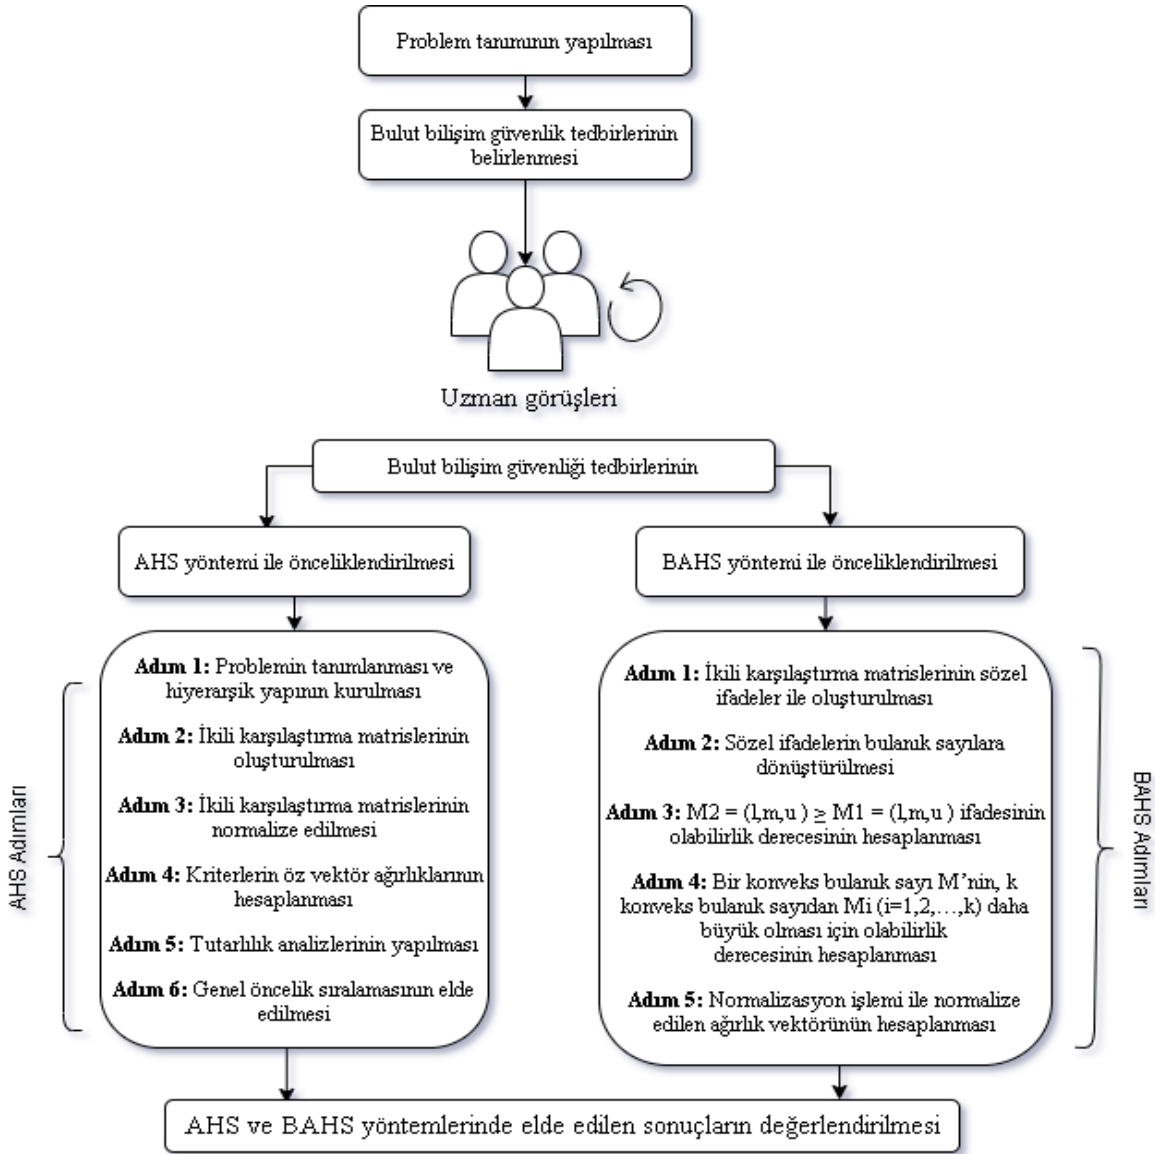 Problem tanımının yapılması
Bulut bilişim güvenlik tedbirlerinin
belirlenmesi
Uzman görüşleri
Bulut bilişim güvenliği tedbirlerinin
AHS yöntemi ile önceliklendirilmesi
BAHS yöntemi ile önceliklendirilmesi
AHS Adımları
Adım 1: Problemin tanımlanması ve
hiyerarşik yapının kurulması
Adım 2: İkili karşılaştırma matrislerinin
oluşturulması
Adım 3: İkili karşılaştırma matrislerinin
normalize edilmesi
Adım 4: Kriterlerin öz vektör ağırlıklarının
hesaplanması
Adım 5: Tutarlılık analizlerinin yapılması
Adım 6: Genel öncelik sıralamasının elde
edilmesi
Adım 1: İkili karşılaştırma matrislerinin sözel
ifadeler ile oluşturulması
Adım 2: Sözel ifadelerin bulanık sayılara
dönüştürülmesi
Adım 3: M2 = (l,m,u ) ≥ M1 = (l,m,u ) ifadesinin
olabilirlik derecesinin hesaplanması
Adım 4: Bir konveks bulanık sayı M’nin, k
konveks bulanık sayıdan Mi (i=1,2,…,k) daha
büyük olması için olabilirlik
derecesinin hesaplanması
Adım 5: Normalizasyon işlemi ile normalize
edilen ağırlık vektörünün hesaplanması
BAHS Adımları
AHS ve BAHS yöntemlerinde elde edilen sonuçların değerlendirilmesi